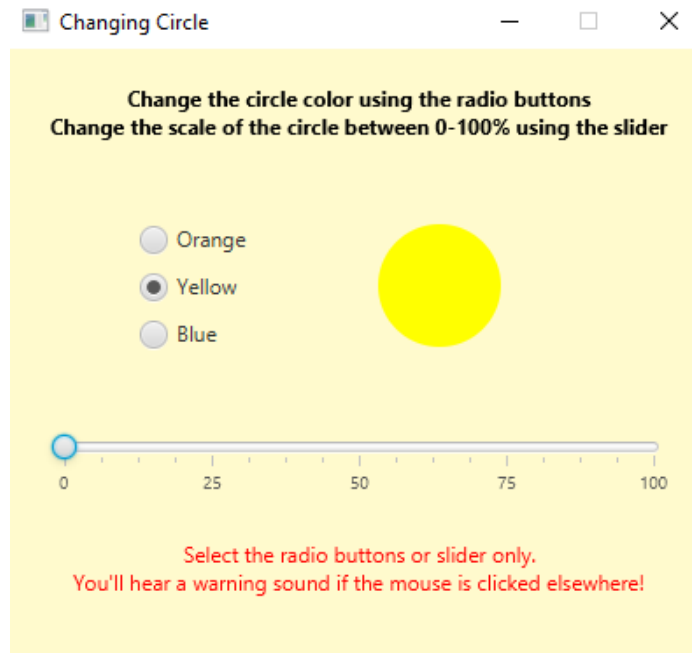 Changing Circle
Change the circle color using the radio buttons
Change the scale of the circle between 0-100% using the slider
Orange
Yellow
Blue
0 25 50 75 100
Select the radio buttons or slider only.
You'll hear a warning sound if the mouse is clicked elsewhere!